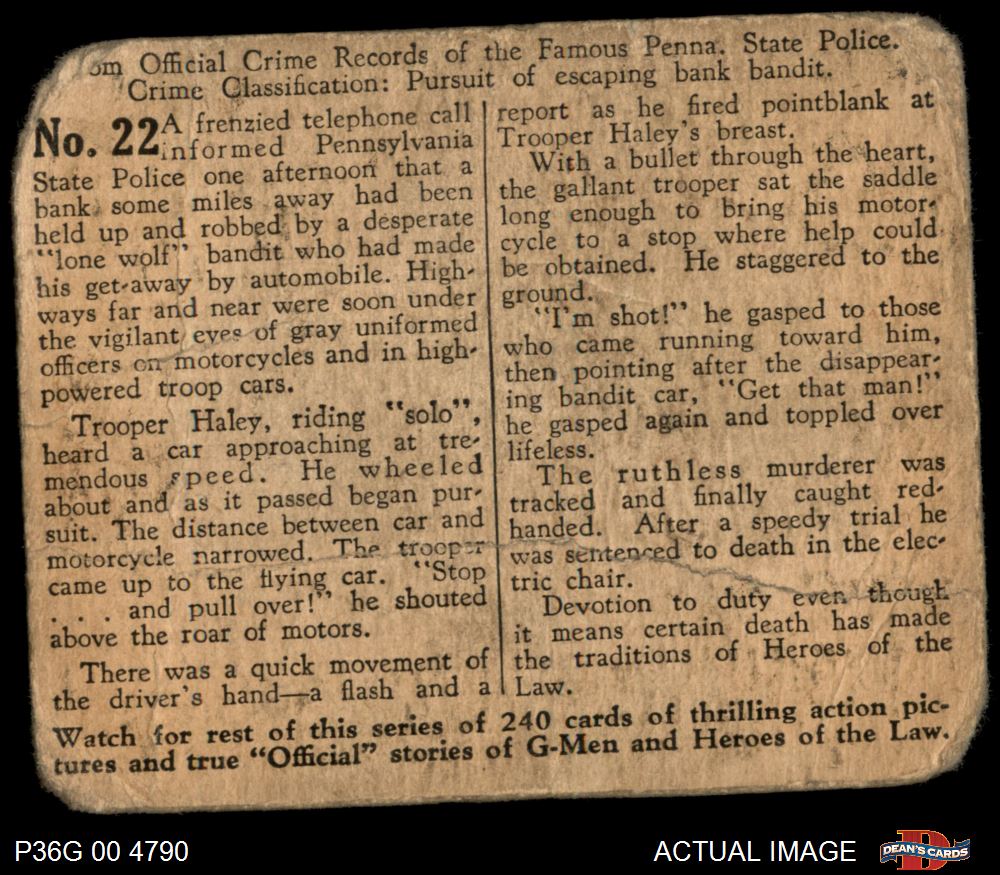 om Official Crime Records of the Famous Penna. State Police.
Crime Classification: Pursuit of escaping bank bandit.
No. 22 A frenzied telephone call
informed Pennsylvania
State Police one afternoon that a
bank some miles away had been
held up and robbed by a desperate
"lone wolf" bandit who had made
his get-away by automobile. High-
ways far and near were soon under
the vigilant eyes of gray uniformed
officers on motorcycles and in high-
powered troop cars.
Trooper Haley, riding "solo",
heard a car approaching at tre-
mendous speed. He wheeled
about and as it passed began pur-
suit. The distance between car and
motorcycle narrowed. The trooper
came up to the flying car. "Stop
. . . and pull over!" he shouted
above the roar of motors.
There was a quick movement of
the driver's hand—a flash and a
report as he fired pointblank at
Trooper Haley's breast.
With a bullet through the heart,
the gallant trooper sat the saddle
long enough to bring his motor-
cycle to a stop where help could
be obtained. He staggered to the
ground.
"I'm shot!" he gasped to those
who came running toward him,
then pointing after the disappear-
ing bandit car, "Get that man!",
he gasped again and toppled over
lifeless.
The ruthless murderer was
tracked and finally caught red-
handed. After a speedy trial he
was sentenced to death in the elec-
tric chair.
Devotion to duty even though
it means certain death has made
the traditions of Heroes of the
Law.
Watch for rest of this series of 240 cards of thrilling action pic-
tures and true "Official" stories of G-Men and Heroes of the Law.
P36G 00 4790
ACTUAL IMAGE
D
DEAN'S CARDS